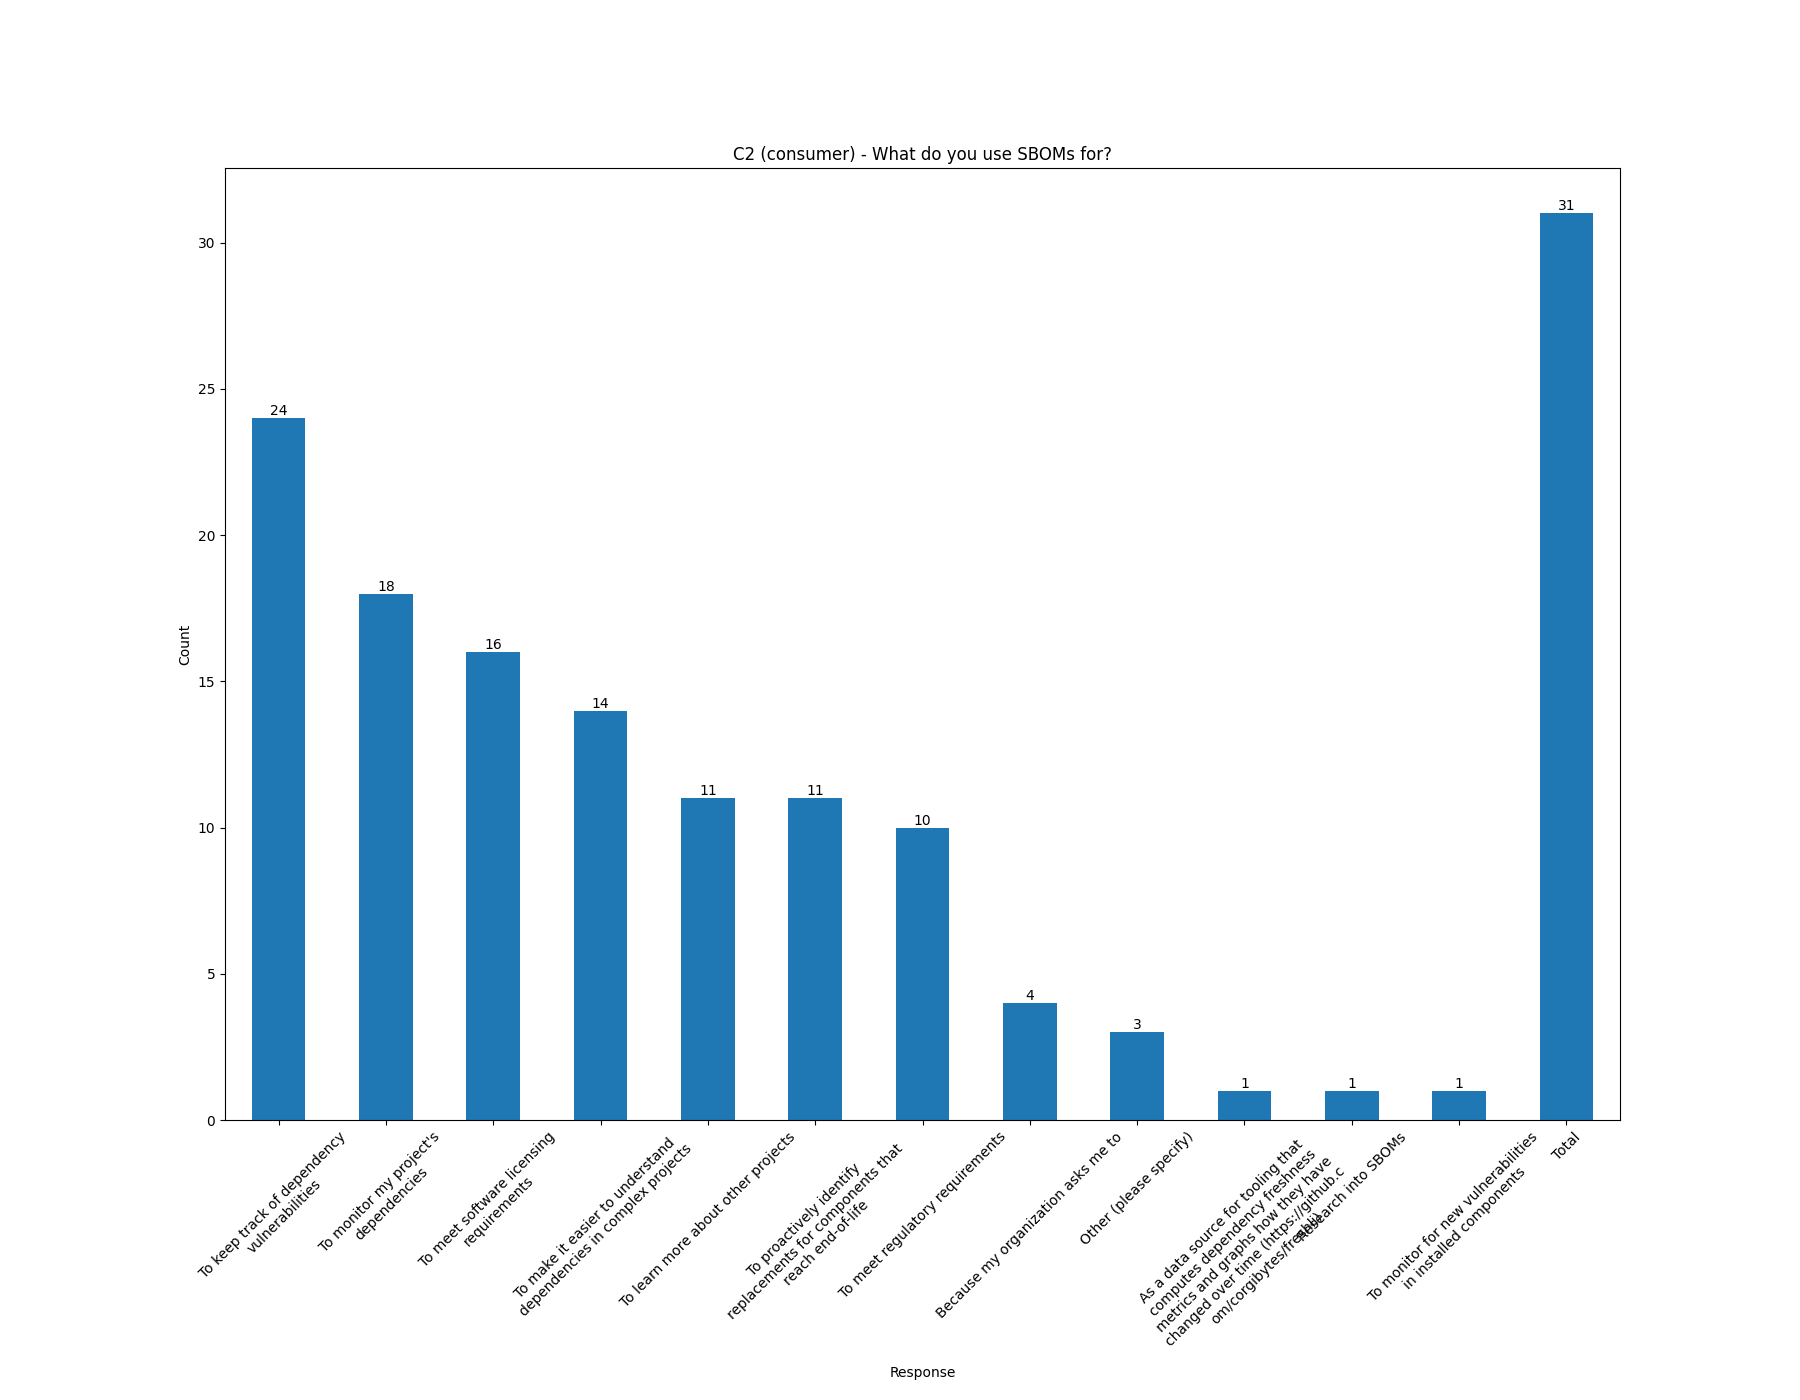 C2 (consumer) - What do you use SBOMs for?
Count
30
25
20
15
10
5
0
24
18
16
14
11
11
10
4
3
1
1
1
31
To keep track of dependency
vulnerabilities
To monitor my project's
dependencies
To meet software licensing
requirements
To make it easier to understand
dependencies in complex projects
To learn more about other projects
To proactively identify
replacements for components that
reach end-of-life
To meet regulatory requirements
Because my organization asks me to
Other (please specify)
As a data source for tooling that
computes dependency freshness
metrics and graphs how they have
changed over time (https://github.c
Research into SBOMs
To monitor for new vulnerabilities
in installed components
Total
Response